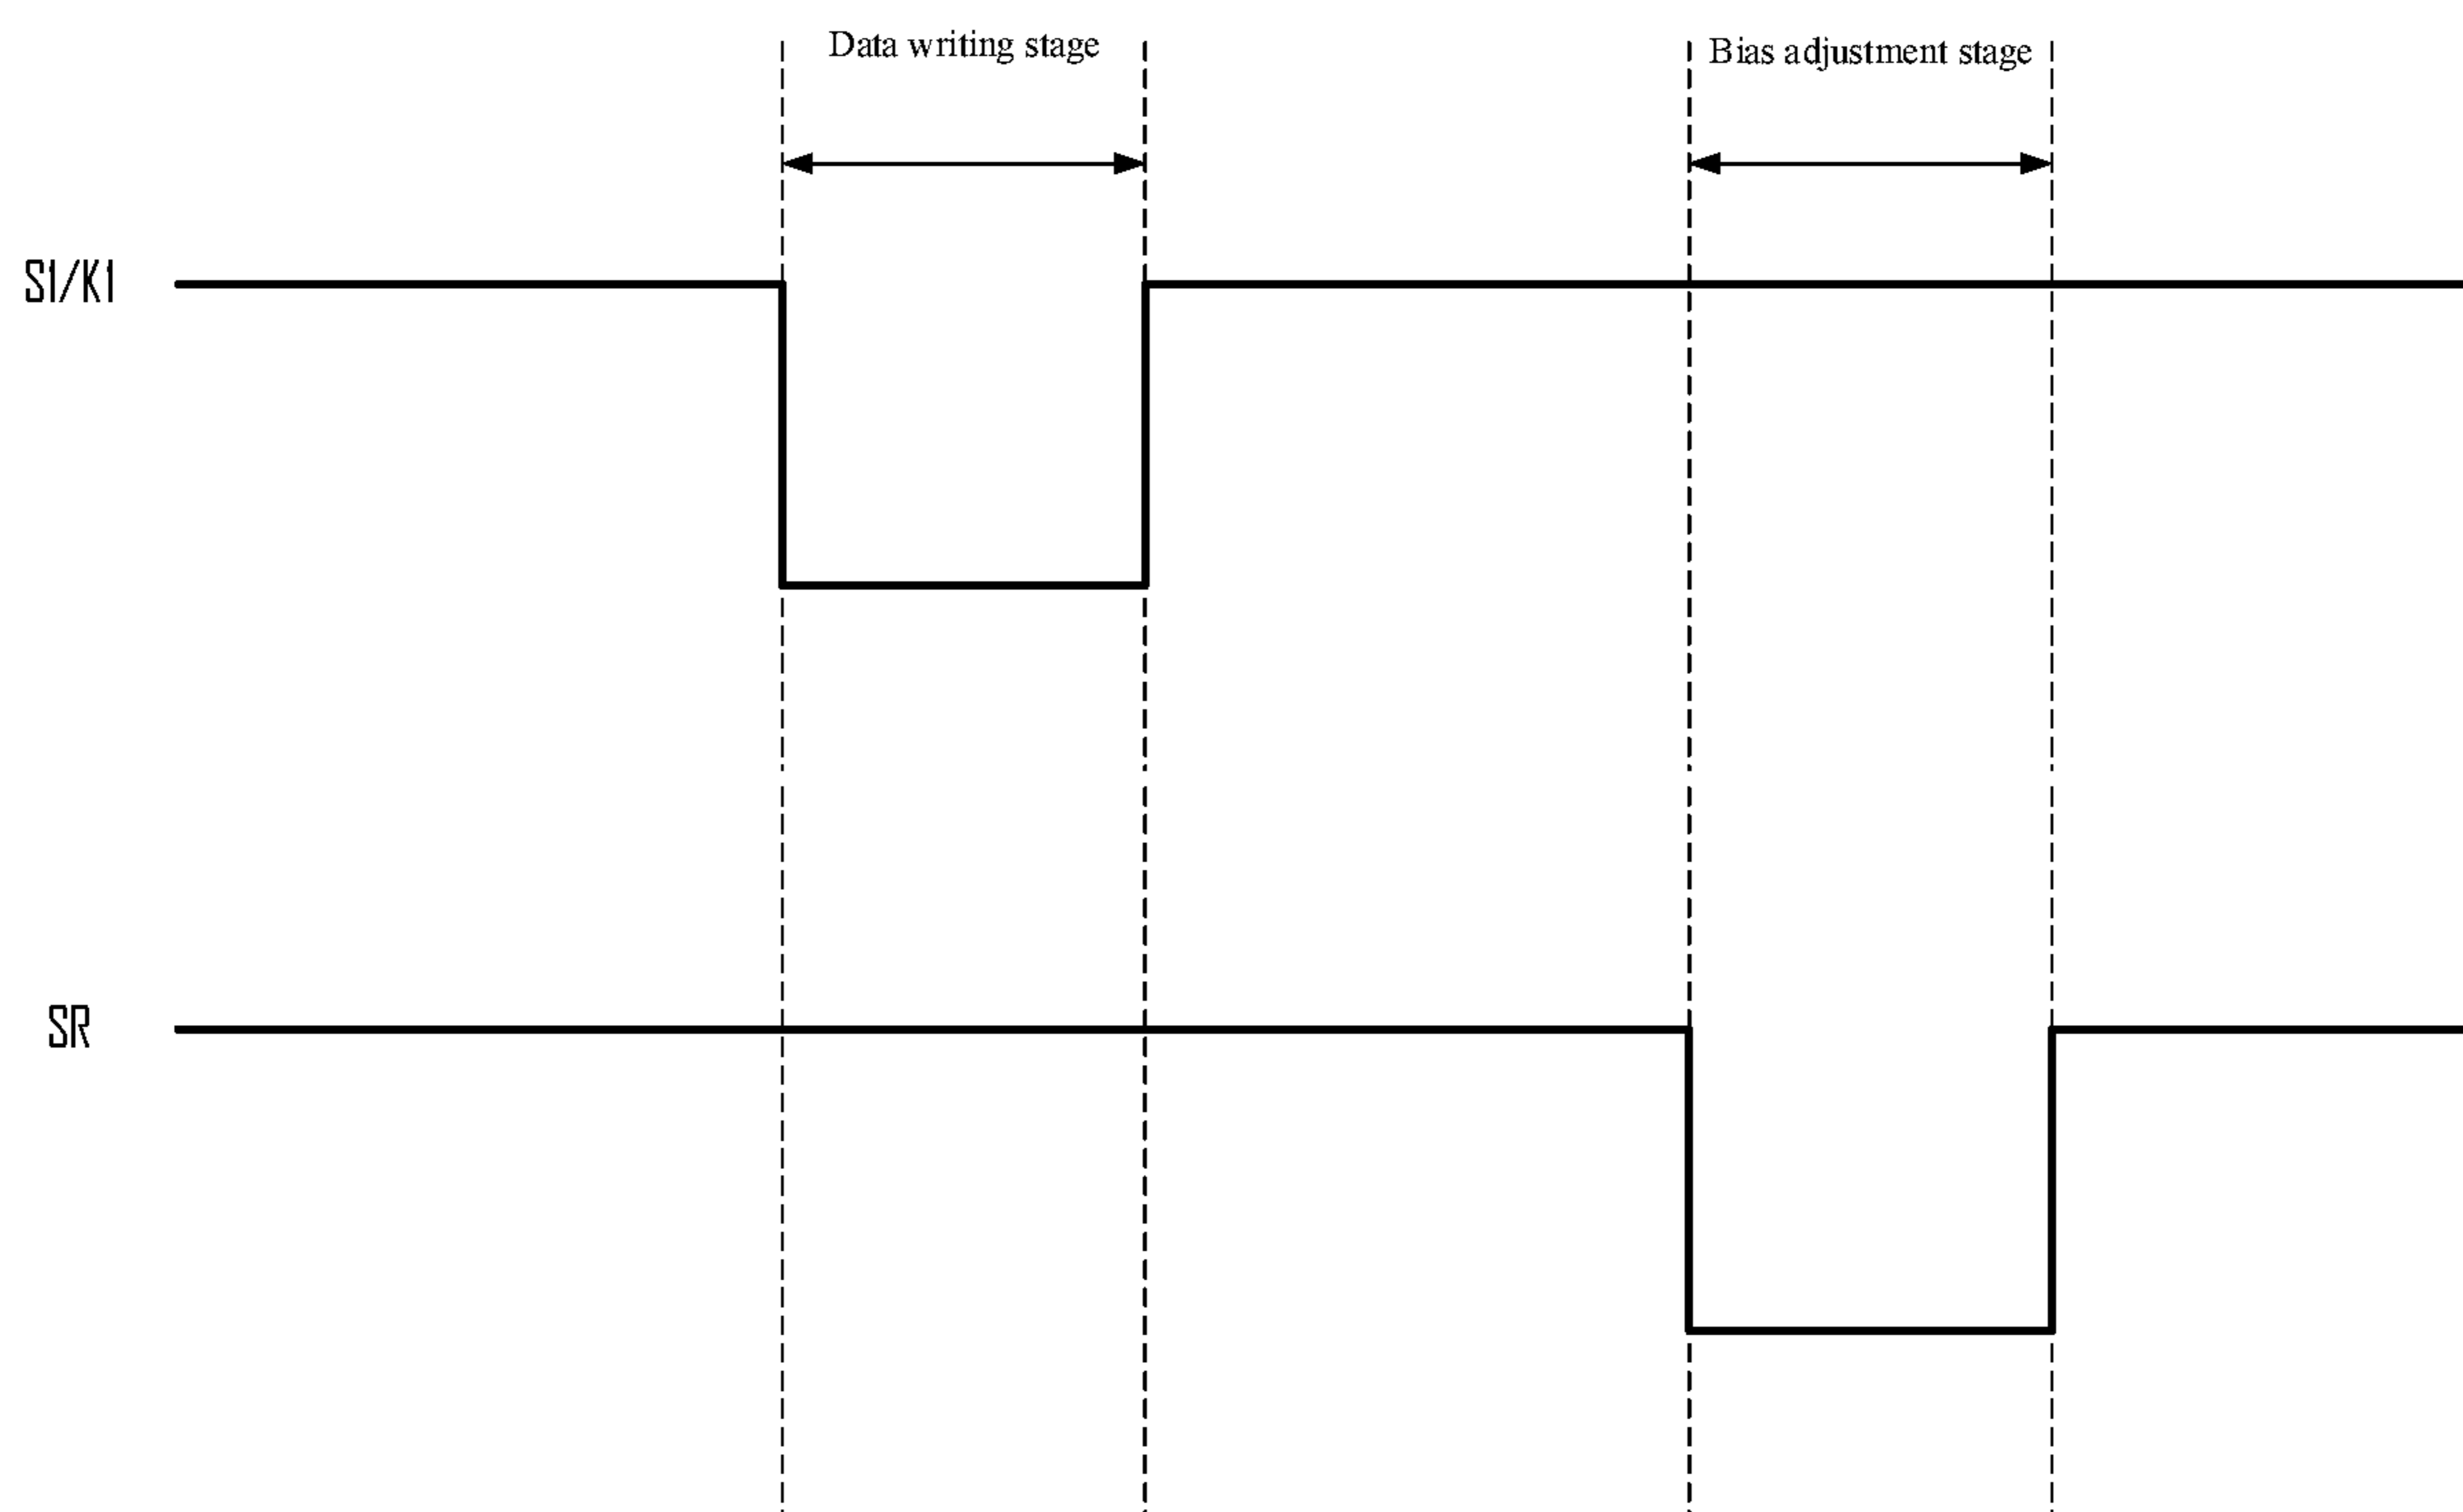 Data writing stage
Bias adjustment stage
S1/K1
SR